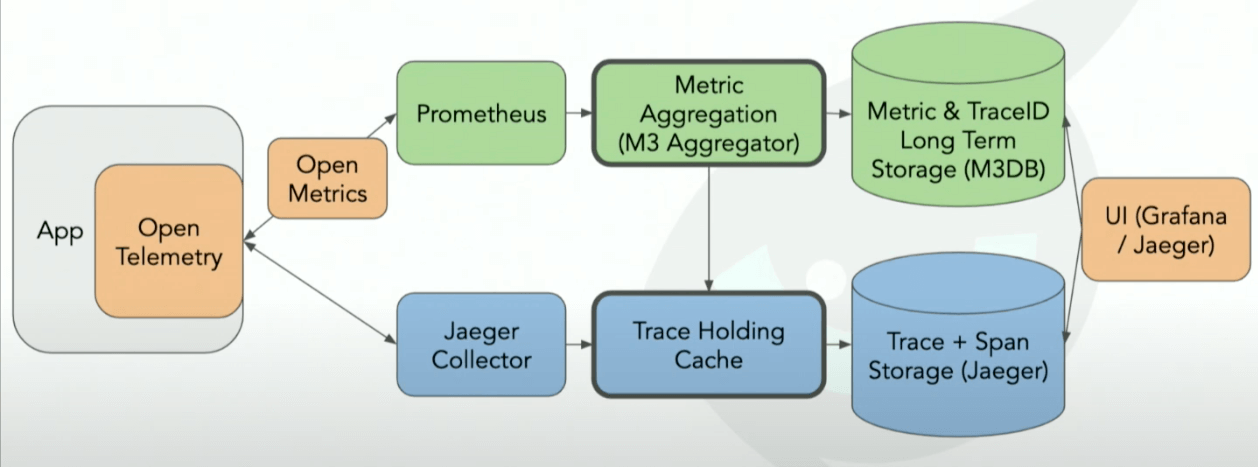 App
Open
Telemetry
Open
Metrics
Prometheus
Metric
Aggregation
(M3 Aggregator)
Metric & TraceID
Long Term
Storage (M3DB)
Jaeger
Collector
Trace Holding
Cache
Trace + Span
Storage (Jaeger)
UI (Grafana
/ Jaeger)